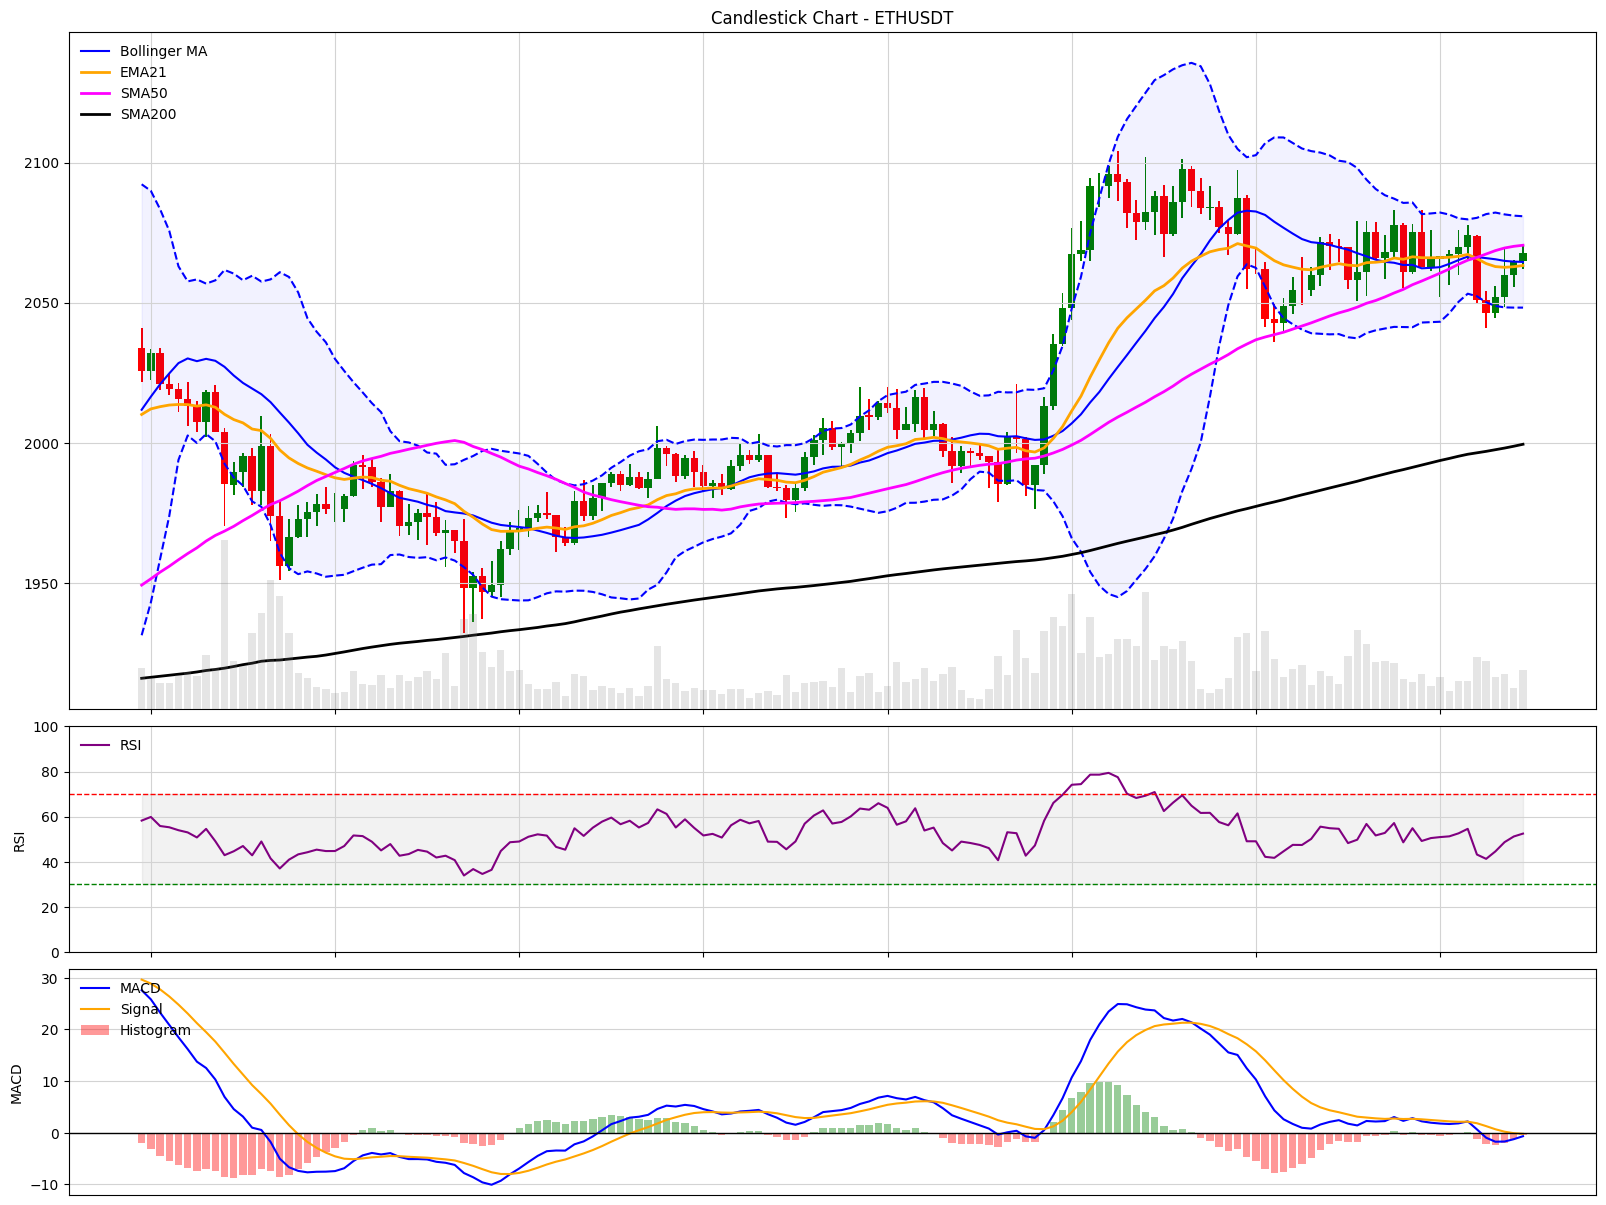 Candlestick Chart - ETHUSDT
Bollinger MA
EMA21
SMA50
SMA200
2100
2050
2000
1950
RSI
100
80
60
40
20
0
RSI
MACD
Signal
Histogram
30
20
10
0
−10
MACD